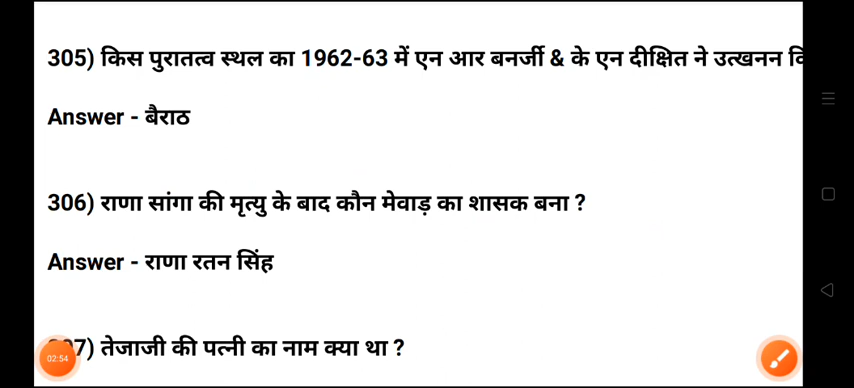 305) किस पुरातत्व स्थल का 1962-63 में एन आर बनर्जी & के एन दीक्षित ने उत्खनन
Answer - बैराठ
306) राणा सांगा की मृत्यु के बाद कौन मेवाड़ का शासक बना ?
Answer - राणा रतन सिंह
7) तेजाजी की पत्नी का नाम क्या था ?
02:54